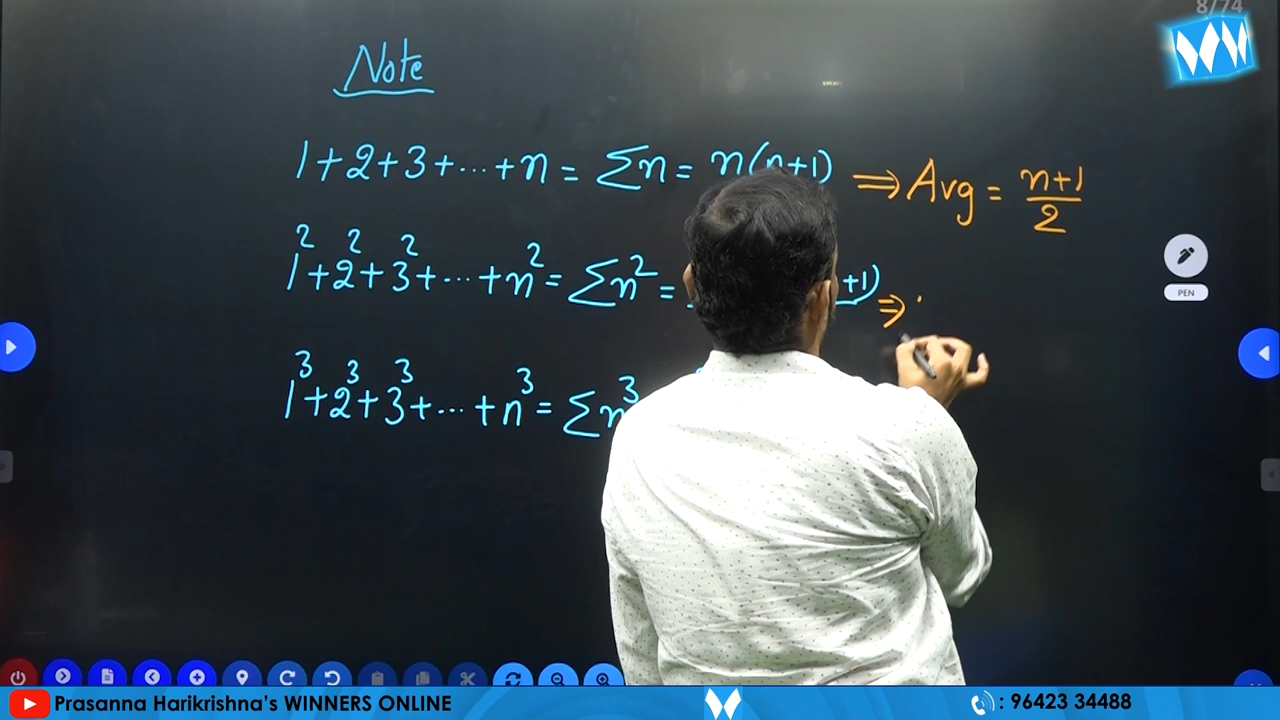 8/74
Note
1+2+3+...+n = Σn = n(n+1) ⇒ Avg = (n+1)/2
1²+2²+3²+...+n² = Σn² = +1) ⇒
1³+2³+3³+...+n³ = Σn³
PEN
Prasanna Harikrishna's WINNERS ONLINE
: 96423 34488